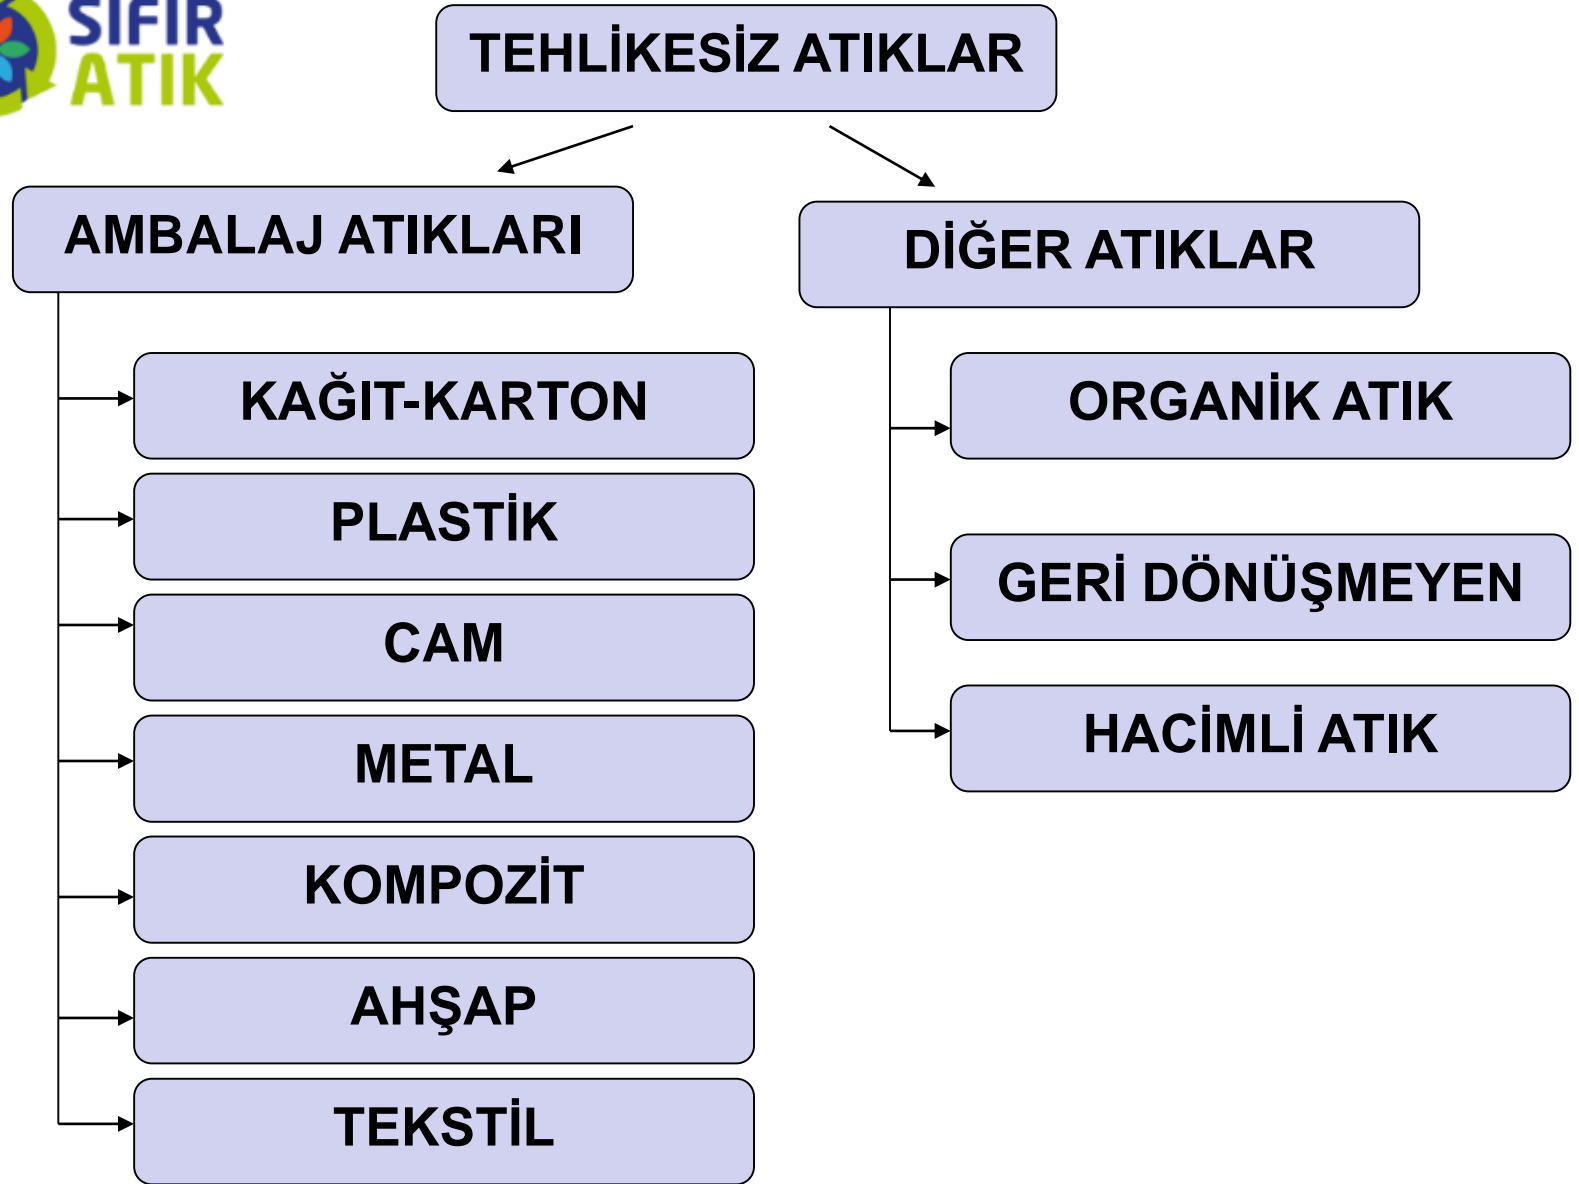 SIFIR
ATIK
TEHLİKESİZ ATIKLAR
AMBALAJ ATIKLARI
KAĞIT-KARTON
PLASTİK
CAM
METAL
KOMPOZİT
AHŞAP
TEKSTİL
DİĞER ATIKLAR
ORGANİK ATIK
GERİ DÖNÜŞMEYEN
HACİMLİ ATIK